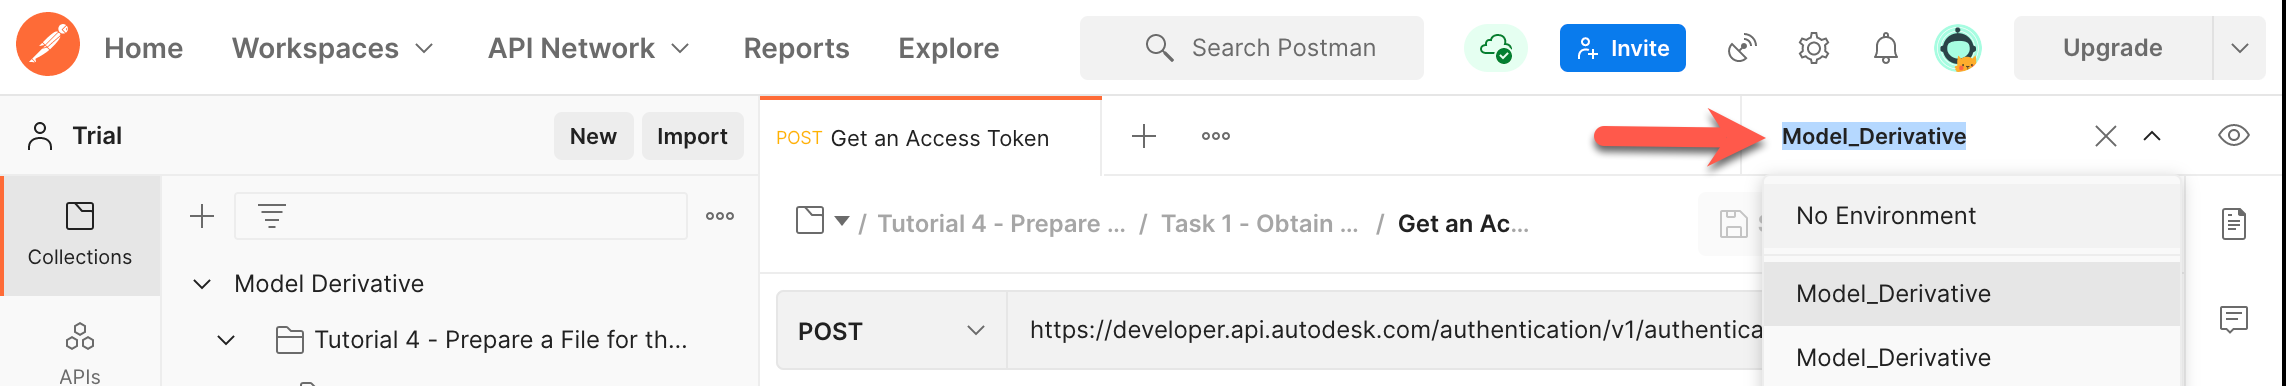 Home Workspaces API Network Reports Explore Search Postman Invite Upgrade
Trial New Import POST Get an Access Token Model_Derivative
/ Tutorial 4 - Prepare ... / Task 1 - Obtain ... / Get an Ac...
No Environment
Collections
Model Derivative
Model_Derivative
POST https://developer.api.autodesk.com/authentication/v1/authentica
Tutorial 4 - Prepare a File for th...
Model_Derivative
APIs